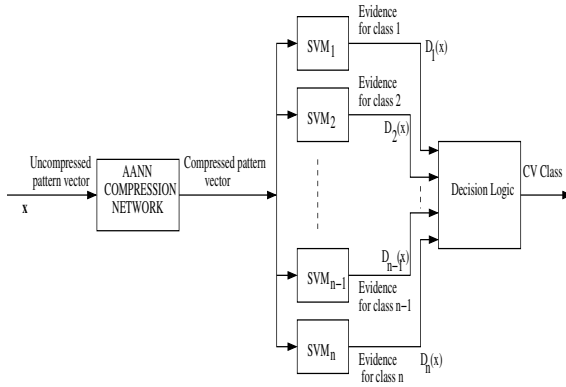 Evidence
for class 1
SVM1
D1(x)
Evidence
for class 2
SVM2
D2(x)
Uncompressed
pattern vector
x
AANN
COMPRESSION
NETWORK
Compressed pattern
vector
Decision Logic
CV Class
Dn−1(x)
SVMn−1
Evidence
for class n−1
SVMn
Evidence
for class n
Dn(x)